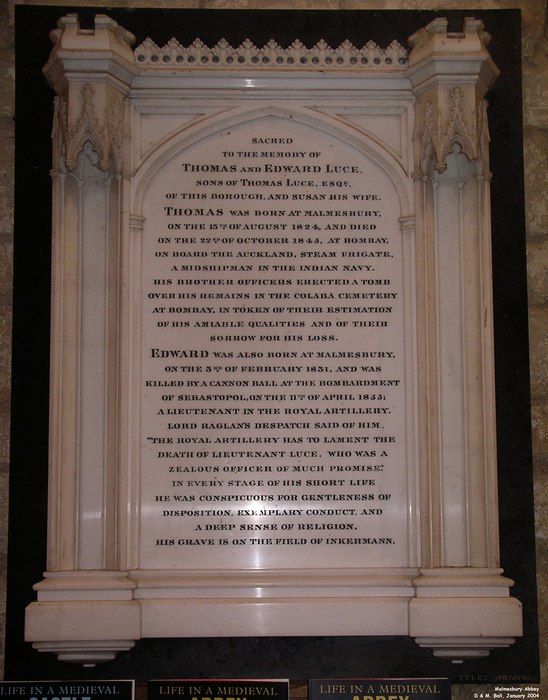 SACRED
TO THE MEMORY OF
THOMAS AND EDWARD LUCE,
SONS OF THOMAS LUCE, ESQR.
OF THIS BOROUGH, AND SUSAN HIS WIFE.
THOMAS WAS BORN AT MALMESBURY,
ON THE 15TH OF AUGUST 1824, AND DIED
ON THE 22ND OF OCTOBER 1845, AT BOMBAY,
ON BOARD THE AUCKLAND, STEAM FRIGATE,
A MIDSHIPMAN IN THE INDIAN NAVY.
HIS BROTHER OFFICERS ERECTED A TOMB
OVER HIS REMAINS IN THE COLABA CEMETERY
AT BOMBAY, IN TOKEN OF THEIR ESTIMATION
OF HIS AMIABLE QUALITIES AND OF THEIR
SORROW FOR HIS LOSS.
EDWARD WAS ALSO BORN AT MALMESBURY,
ON THE 5TH OF FEBRUARY 1831, AND WAS
KILLED BY A CANNON BALL AT THE BOMBARDMENT
OF SEBASTOPOL, ON THE 11TH OF APRIL 1855;
A LIEUTENANT IN THE ROYAL ARTILLERY.
LORD RAGLAN'S DESPATCH SAID OF HIM,
"THE ROYAL ARTILLERY HAS TO LAMENT THE
DEATH OF LIEUTENANT LUCE, WHO WAS A
ZEALOUS OFFICER OF MUCH PROMISE."
IN EVERY STAGE OF HIS SHORT LIFE
HE WAS CONSPICUOUS FOR GENTLENESS OF
DISPOSITION, EXEMPLARY CONDUCT, AND
A DEEP SENSE OF RELIGION.
HIS GRAVE IS ON THE FIELD OF INKERMANN.
TYLEY,
Malmesbury Abbey
D & M. Ball, January 2004
LIFE IN A MEDIEVAL
CASTLE
LIFE IN A MEDIEVAL
ABBEY
LIFE IN A MEDIEVAL
ABBEY